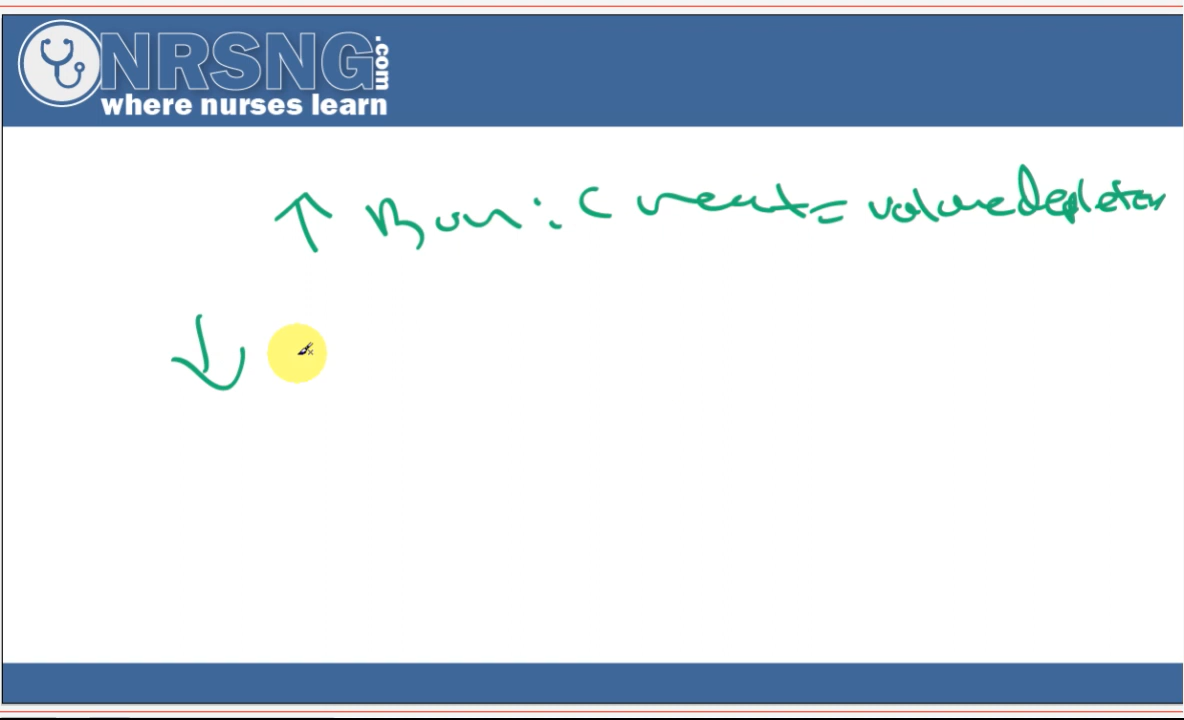 NRSNG.com
where nurses learn
↑ Bun: Creat = volume depletion
↓